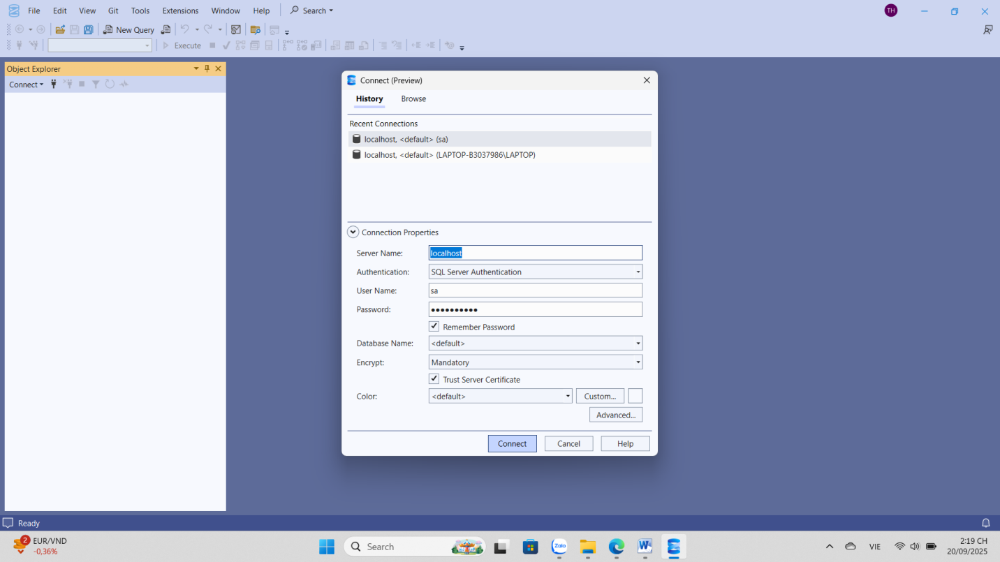 File Edit View Git Tools Extensions Window Help Search TH
New Query
Execute
Object Explorer
Connect
Connect (Preview)
History Browse
Recent Connections
localhost, <default> (sa)
localhost, <default> (LAPTOP-B3037986\LAPTOP)
Connection Properties
Server Name: localhost
Authentication: SQL Server Authentication
User Name: sa
Password: ••••••••••
Remember Password
Database Name: <default>
Encrypt: Mandatory
Trust Server Certificate
Color: <default> Custom...
Advanced...
Connect Cancel Help
Ready
2 EUR/VND
-0,36%
Search
Zalo
VIE
2:19 CH
20/09/2025